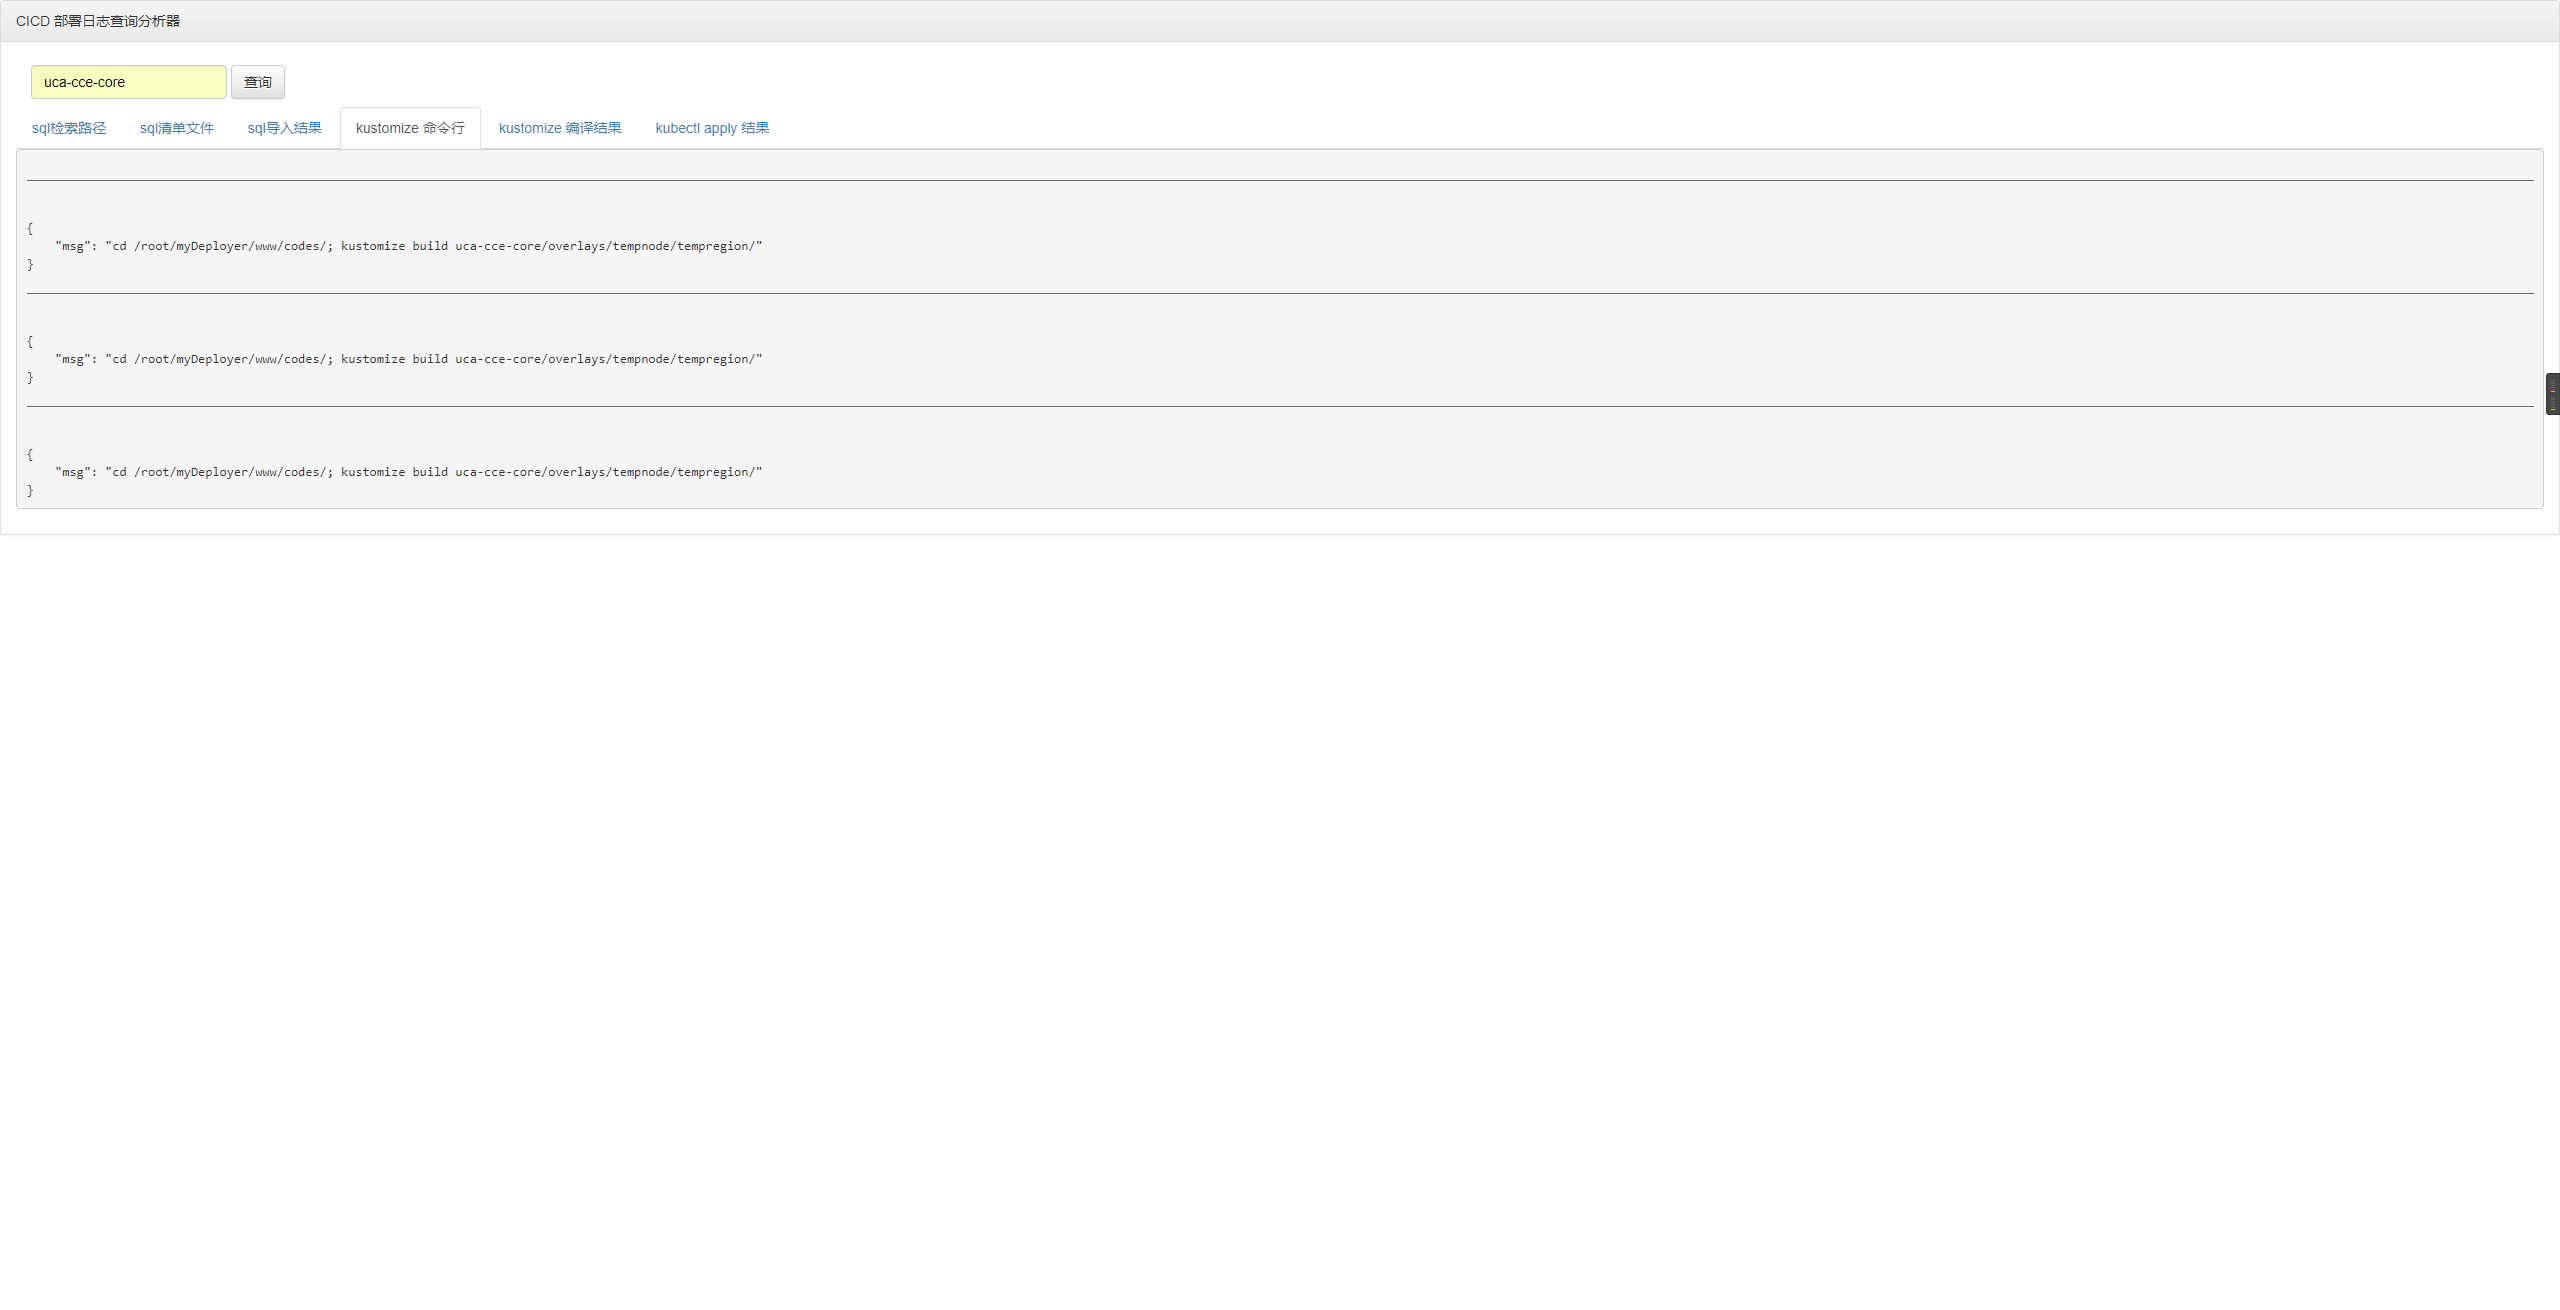 CICD 部署日志查询分析器
uca-cce-core 查询
sql检索路径 sql清单文件 sql导入结果 kustomize 命令行 kustomize 编译结果 kubectl apply 结果
{
    "msg": "cd /root/myDeployer/www/codes/; kustomize build uca-cce-core/overlays/tempnode/tempregion/"
}
{
    "msg": "cd /root/myDeployer/www/codes/; kustomize build uca-cce-core/overlays/tempnode/tempregion/"
}
{
    "msg": "cd /root/myDeployer/www/codes/; kustomize build uca-cce-core/overlays/tempnode/tempregion/"
}